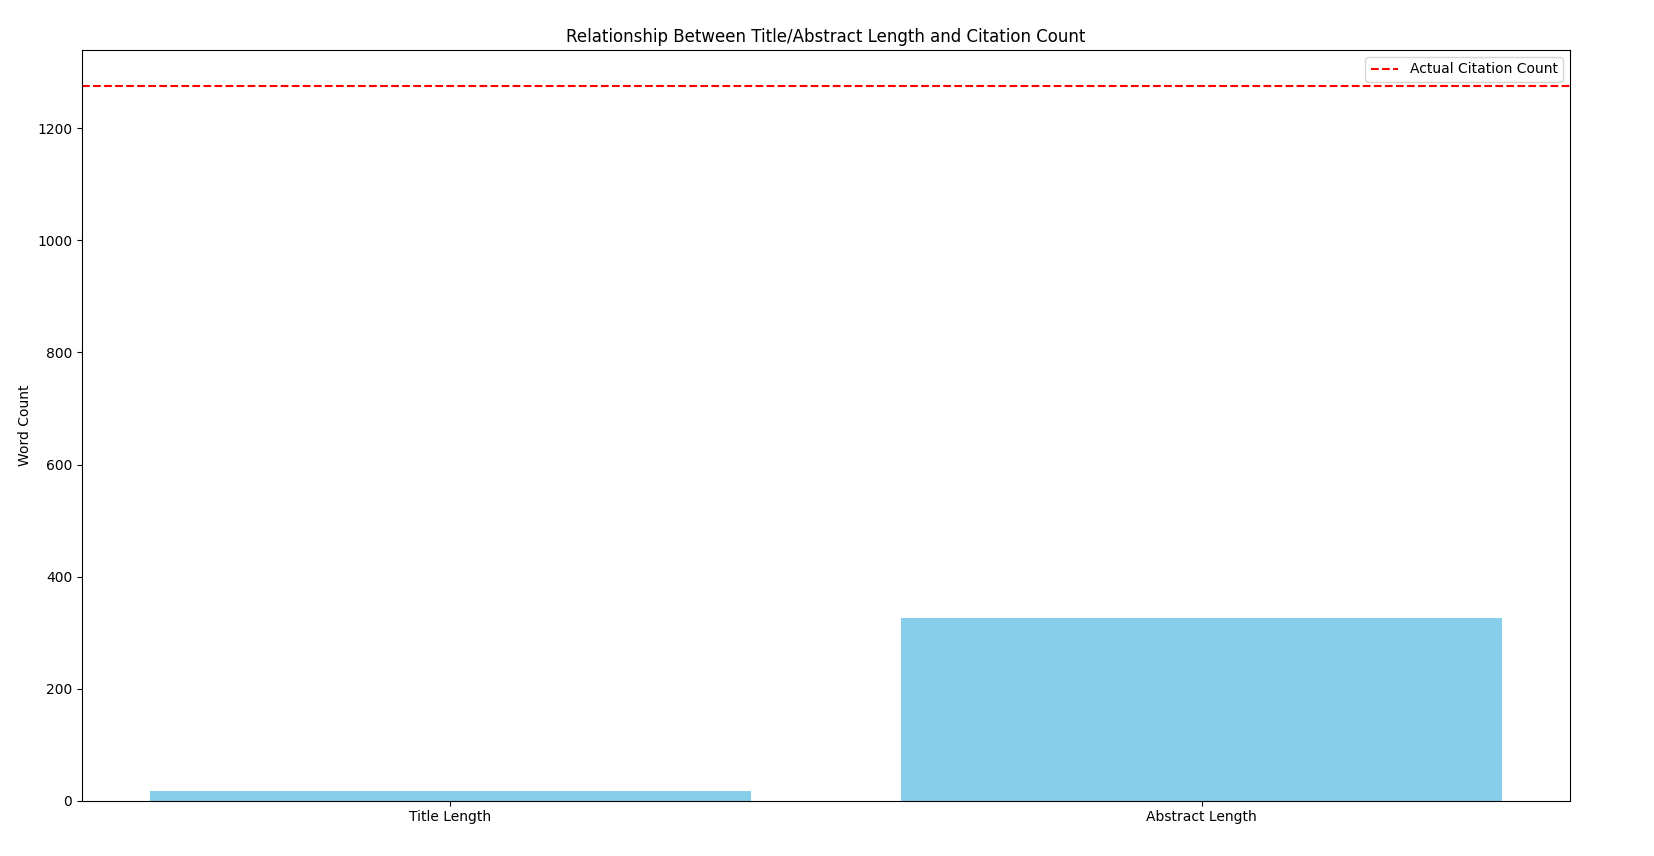 Relationship Between Title/Abstract Length and Citation Count
Actual Citation Count
1200
1000
800
600
400
200
0
Word Count
Title Length
Abstract Length